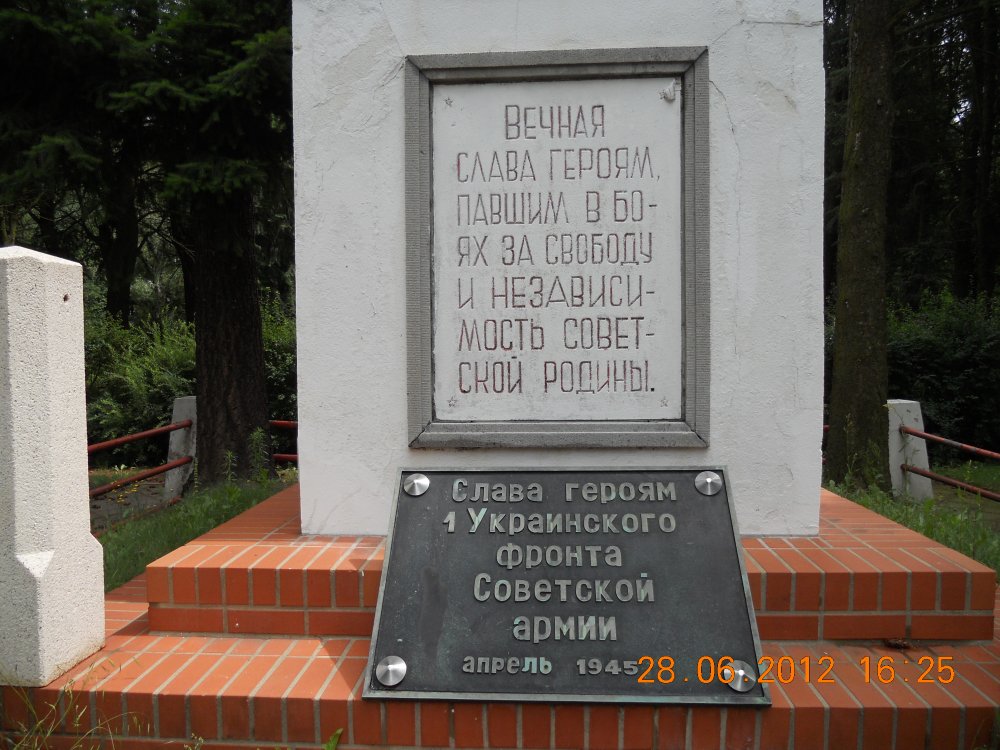 ВЕЧНАЯ
СЛАВА ГЕРОЯМ,
ПАВШИМ В БО-
ЯХ ЗА СВОБОДУ
И НЕЗАВИСИ-
МОСТЬ СОВЕТ-
СКОЙ РОДИНЫ.
Слава героям
1 Украинского
фронта
Советской
армии
апрель 1945
28.06.2012 16:25